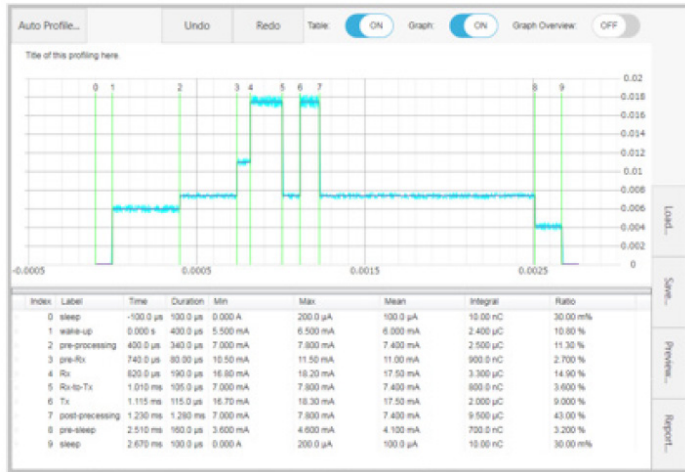 Auto Profile... Undo Redo Table: ON Graph: ON Graph Overview: OFF
Title of this profiling here.
0 1 2 3 4 5 6 7 8 9
0.02
0.018
0.016
0.014
0.012
0.010
0.008
0.006
0.004
0.002
0
-0.0005 0.0005 0.0015 0.0025
Index Label Time Duration Min Max Mean Integral Ratio
0 sleep -100.0 µs 100.0 µs 0.000 A 200.0 µA 100.0 µA 10.00 nC 30.00 m%
1 wake-up 0.000 s 400.0 µs 5.500 mA 6.500 mA 6.000 mA 2.400 µC 10.80 %
2 pre-processing 400.0 µs 340.0 µs 7.000 mA 7.800 mA 7.400 mA 2.500 µC 11.30 %
3 pre-Rx 740.0 µs 80.00 µs 10.50 mA 11.50 mA 11.00 mA 900.0 nC 2.700 %
4 Rx 820.0 µs 190.0 µs 16.80 mA 18.20 mA 17.50 mA 3.300 µC 14.90 %
5 Rx-to-Tx 1.010 ms 105.0 µs 7.000 mA 7.800 mA 7.400 mA 800.0 nC 3.600 %
6 Tx 1.115 ms 115.0 µs 16.70 mA 18.30 mA 17.50 mA 2.000 µC 9.000 %
7 post-precessing 1.230 ms 1.280 ms 7.000 mA 7.800 mA 7.400 mA 9.500 µC 43.00 %
8 pre-sleep 2.510 ms 160.0 µs 3.600 mA 4.600 mA 4.100 mA 700.0 nC 3.200 %
9 sleep 2.670 ms 100.0 µs 0.000 A 200.0 µA 100.0 µA 10.00 nC 30.00 m%
Load...
Save...
Preview...
Report...